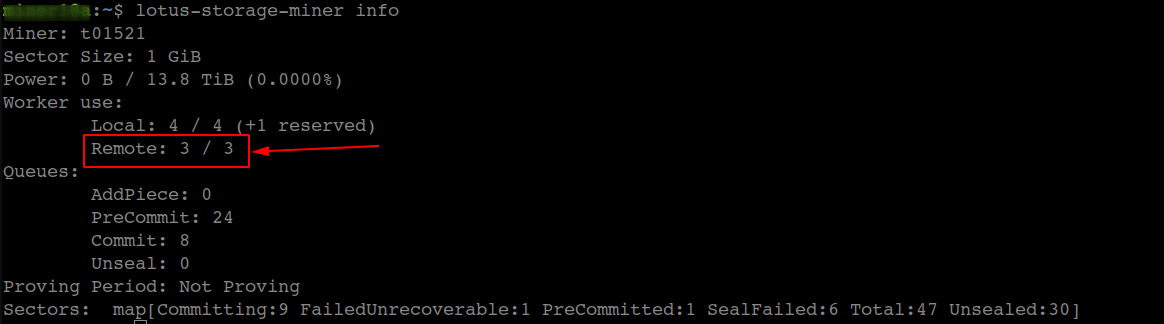 :~$ lotus-storage-miner info
Miner: t01521
Sector Size: 1 GiB
Power: 0 B / 13.8 TiB (0.0000%)
Worker use:
Local: 4 / 4 (+1 reserved)
Remote: 3 / 3
Queues:
AddPiece: 0
PreCommit: 24
Commit: 8
Unseal: 0
Proving Period: Not Proving
Sectors:  map[Committing:9 FailedUnrecoverable:1 PreCommitted:1 SealFailed:6 Total:47 Unsealed:30]